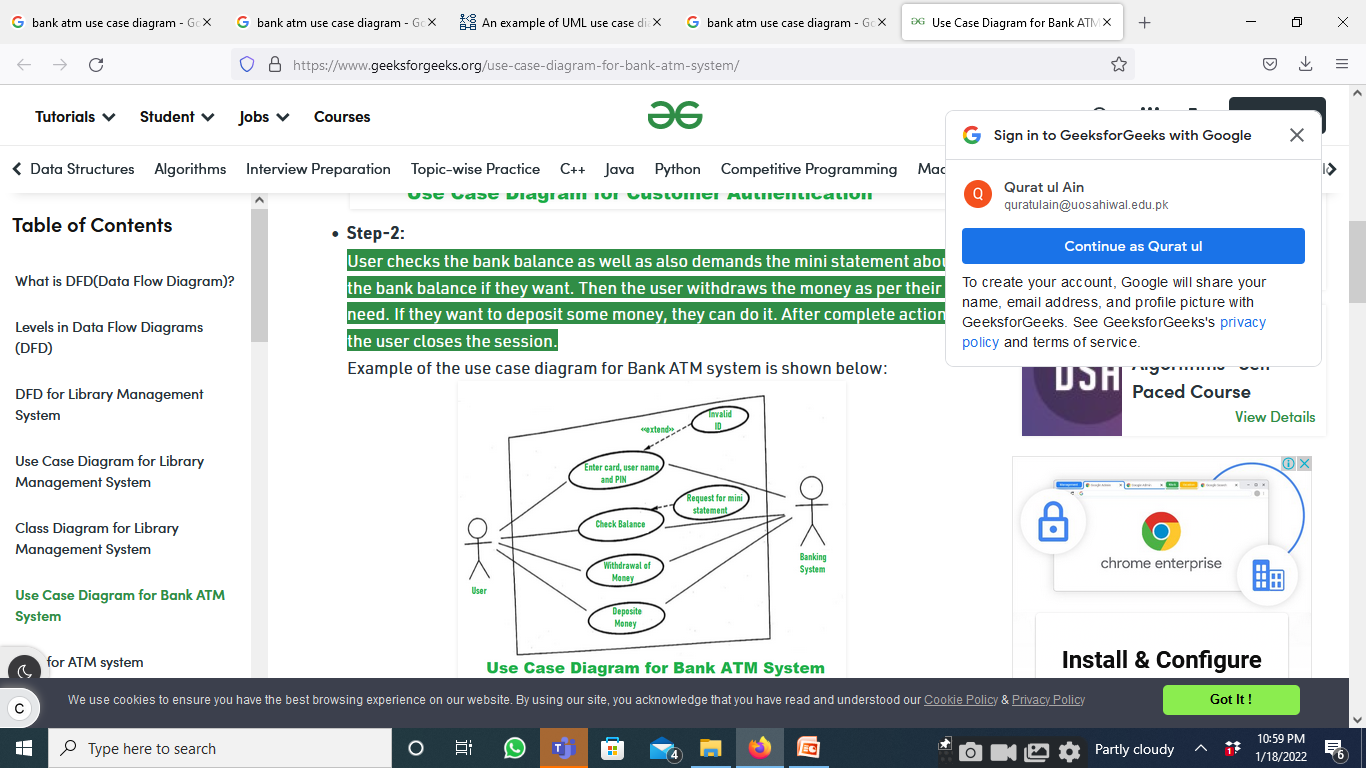 bank atm use case diagram - Go
bank atm use case diagram - Go
An example of UML use case di
bank atm use case diagram - Go
Use Case Diagram for Bank ATM
https://www.geeksforgeeks.org/use-case-diagram-for-bank-atm-system/
Tutorials
Student
Jobs
Courses
Data Structures
Algorithms
Interview Preparation
Topic-wise Practice
C++
Java
Python
Competitive Programming
Mac
Sign in to GeeksforGeeks with Google
Q
Qurat ul Ain
quratulain@uosahiwal.edu.pk
Continue as Qurat ul
To create your account, Google will share your
name, email address, and profile picture with
GeeksforGeeks. See GeeksforGeeks's privacy
policy and terms of service.
Table of Contents
What is DFD(Data Flow Diagram)?
Levels in Data Flow Diagrams
(DFD)
DFD for Library Management
System
Use Case Diagram for Library
Management System
Class Diagram for Library
Management System
Use Case Diagram for Bank ATM
System
for ATM system
Use Case Diagram for Customer Authentication
Step-2:
User checks the bank balance as well as also demands the mini statement abou
the bank balance if they want. Then the user withdraws the money as per their
need. If they want to deposit some money, they can do it. After complete action
the user closes the session.
Example of the use case diagram for Bank ATM system is shown below:
Invalid
ID
«extend»
Enter card, user name
and PIN
Request for mini
statement
Check Balance
Withdrawal of
Money
Deposite
Money
User
Banking
System
Use Case Diagram for Bank ATM System
DSA
Algorithms- Self
Paced Course
View Details
chrome enterprise
Install & Configure
C
We use cookies to ensure you have the best browsing experience on our website. By using our site, you acknowledge that you have read and understood our Cookie Policy & Privacy Policy
Got It !
Type here to search
4
Partly cloudy
1
10:59 PM
1/18/2022
6